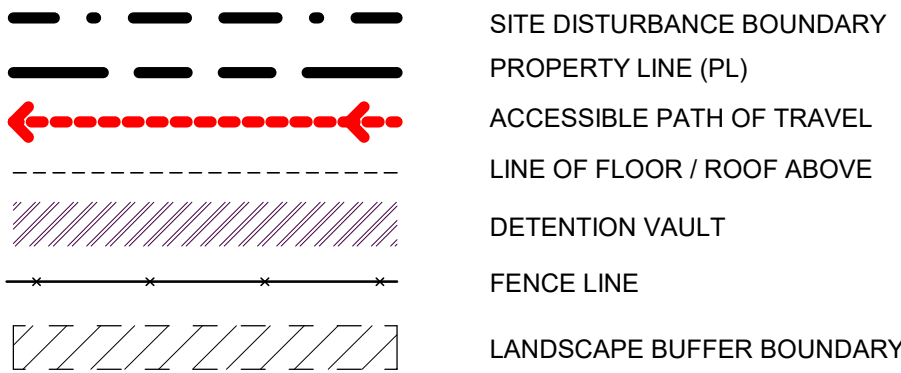 SITE DISTURBANCE BOUNDARY
PROPERTY LINE (PL)
ACCESSIBLE PATH OF TRAVEL
LINE OF FLOOR / ROOF ABOVE
DETENTION VAULT
FENCE LINE
LANDSCAPE BUFFER BOUNDARY